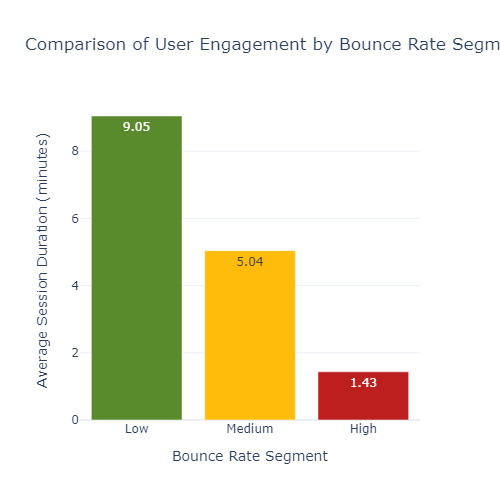 Comparison of User Engagement by Bounce Rate Segm
Average Session Duration (minutes)
8
6
4
2
0
9.05
5.04
1.43
Low
Medium
High
Bounce Rate Segment